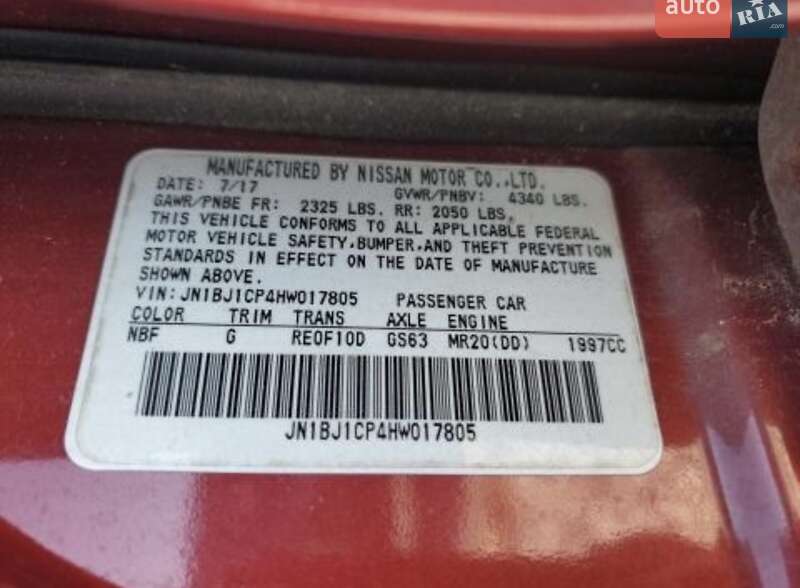 auto RIA
.com
MANUFACTURED BY NISSAN MOTOR CO.,LTD.
DATE: 7/17 GVWR/PNBV: 4340 LBS.
GAWR/PNBE FR: 2325 LBS. RR: 2050 LBS.
THIS VEHICLE CONFORMS TO ALL APPLICABLE FEDERAL
MOTOR VEHICLE SAFETY,BUMPER,AND THEFT PREVENTION
STANDARDS IN EFFECT ON THE DATE OF MANUFACTURE
SHOWN ABOVE.
VIN: JN1BJ1CP4HW017805 PASSENGER CAR
COLOR TRIM TRANS AXLE ENGINE
NBF G RE0F10D GS63 MR20(DD) 1997CC
JN1BJ1CP4HW017805